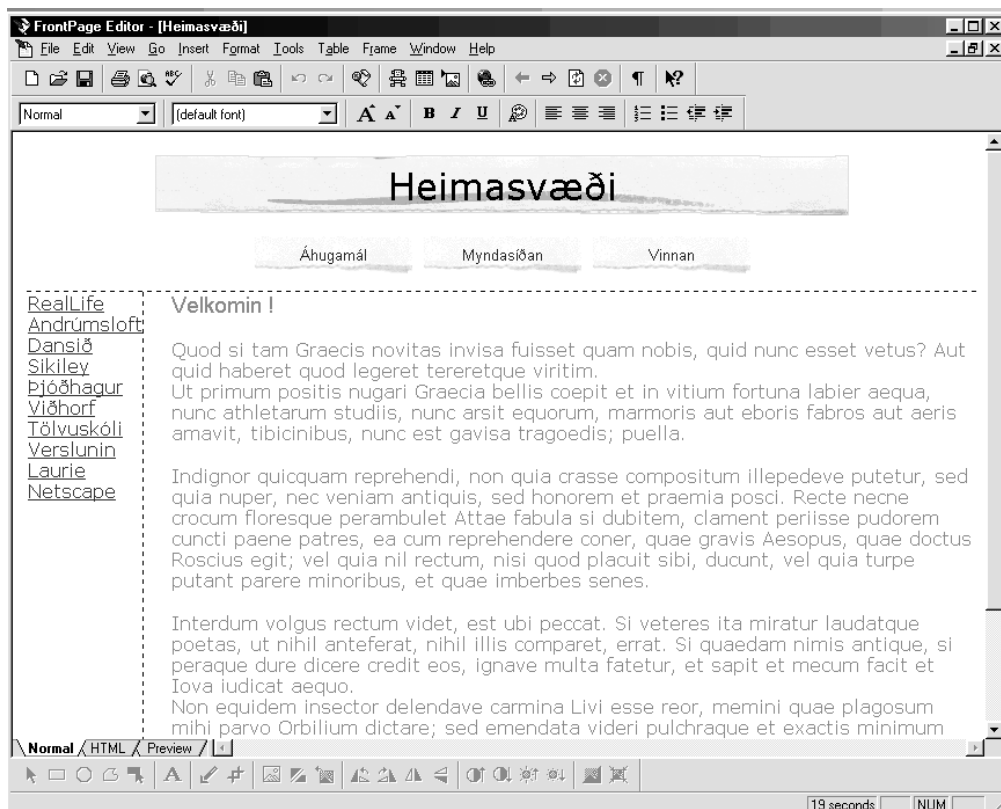 FrontPage Editor - [Heimasvæði]
File Edit View Go Insert Format Tools Table Frame Window Help
Normal (default font) A A B I U
Heimasvæði
Áhugamál Myndasíðan Vinnan
RealLife
Andrúmsloft
Dansið
Sikiley
Þjóðhagur
Viðhorf
Tölvuskóli
Verslunin
Laurie
Netscape
Velkomin !
Quod si tam Graecis novitas invisa fuisset quam nobis, quid nunc esset vetus? Aut
quid haberet quod legeret tereretque viritim.
Ut primum positis nugari Graecia bellis coepit et in vitium fortuna labier aequa,
nunc athletarum studiis, nunc arsit equorum, marmoris aut eboris fabros aut aeris
amavit, tibicinibus, nunc est gavisa tragoedis; puella.
Indignor quicquam reprehendi, non quia crasse compositum illepedeve putetur, sed
quia nuper, nec veniam antiquis, sed honorem et praemia posci. Recte necne
crocum floresque perambulet Attae fabula si dubitem, clament periisse pudorem
cuncti paene patres, ea cum reprehendere coner, quae gravis Aesopus, quae doctus
Roscius egit; vel quia nil rectum, nisi quod placuit sibi, ducunt, vel quia turpe
putant parere minoribus, et quae imberbes senes.
Interdum volgus rectum videt, est ubi peccat. Si veteres ita miratur laudatque
poetas, ut nihil anteferat, nihil illis comparet, errat. Si quaedam nimis antique, si
peraque dure dicere credit eos, ignave multa fatetur, et sapit et mecum facit et
Iova iudicat aequo.
Non equidem insector delendave carmina Livi esse reor, memini quae plagosum
mihi parvo Orbilium dictare; sed emendata videri pulchraque et exactis minimum
Normal HTML Preview
A
19 seconds NUM